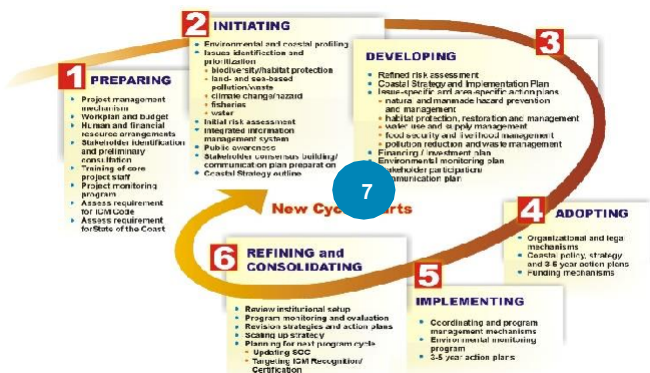 1 PREPARING
Project management
mechanism
Workplan and budget
Human and financial
resource arrangements
Stakeholder identification
and preliminary
consultation
Training of core
project staff
Project monitoring
program
Assess requirement
for ICM Code
Assess requirement
for State of the Coast
2 INITIATING
Environmental and coastal profiling
Issues identification and
prioritization
biodiversity/habitat protection
land- and sea-based
pollution/waste
climate change/hazard
fisheries
water
Initial risk assessment
Integrated information
management system
Public awareness
Stakeholder consensus building/
communication plan preparation
Coastal Strategy outline
3
DEVELOPING
Refined risk assessment
Coastal Strategy and Implementation Plan
Issue-specific and area-specific action plans
natural and manmade hazard prevention
and management
habitat protection, restoration and management
water use and supply management
food security and livelihood management
pollution reduction and waste management
Financing / Investment plan
Environmental monitoring plan
stakeholder participation/
communication plan
4 ADOPTING
Organizational and legal
mechanisms
Coastal policy, strategy
and 3-5 year action plans
Funding mechanisms
5
IMPLEMENTING
Coordinating and program
management mechanisms
Environmental monitoring
program
3-5 year action plans
6 REFINING and
CONSOLIDATING
Review institutional setup
Program monitoring and evaluation
Revision strategies and action plans
Scaling up strategy
Planning for next program cycle
Updating SOC
Targeting ICM Recognition/
Certification
7
New Cy
arts